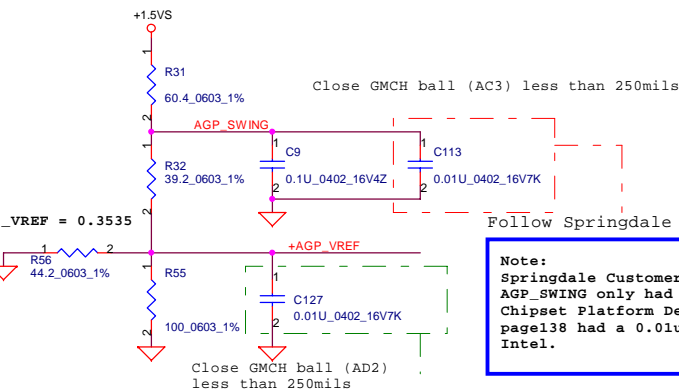 +1.5VS
1
R31
60.4_0603_1%
2
Close GMCH ball (AC3) less than 250mils
AGP_SWING
1
R32
39.2_0603_1%
2
1
C9
0.1U_0402_16V4Z
2
1
C113
0.01U_0402_16V7K
2
_VREF = 0.3535
Follow Springdale
1
2
R56
44.2_0603_1%
+AGP_VREF
1
R55
100_0603_1%
2
1
C127
0.01U_0402_16V7K
2
Note:
Springdale Customer
AGP_SWING only had
Chipset Platform De
page138 had a 0.01u
Intel.
Close GMCH ball (AD2)
less than 250mils